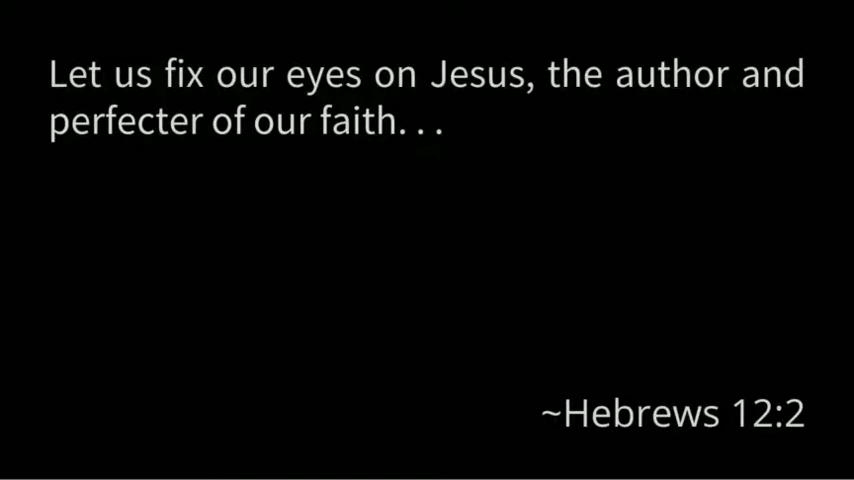 Let us fix our eyes on Jesus, the author and
perfecter of our faith. . .
~Hebrews 12:2